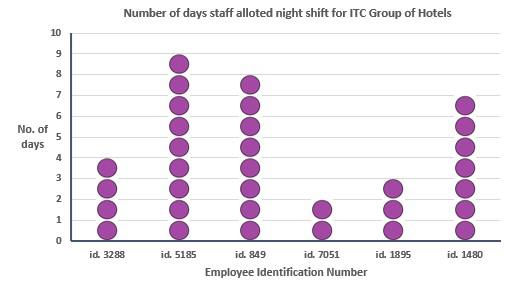 Number of days staff alloted night shift for ITC Group of Hotels
10
9
8
7
6
5
4
3
2
1
0
No. of
days
id. 3288 id. 5185 id. 849 id. 7051 id. 1895 id. 1480
Employee Identification Number